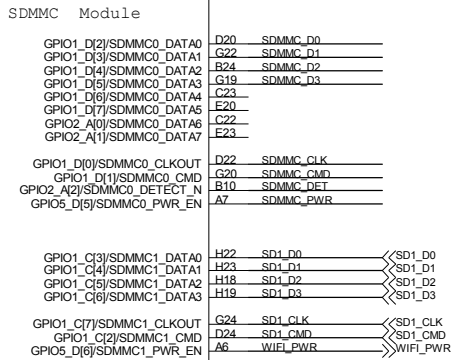 SDMMC Module
GPIO1_D[2]/SDMMC0_DATA0 D20 SDMMC_D0
GPIO1_D[3]/SDMMC0_DATA1 G22 SDMMC_D1
GPIO1_D[4]/SDMMC0_DATA2 B24 SDMMC_D2
GPIO1_D[5]/SDMMC0_DATA3 G19 SDMMC_D3
GPIO1_D[6]/SDMMC0_DATA4 C23
GPIO1_D[7]/SDMMC0_DATA5 E20
GPIO2_A[0]/SDMMC0_DATA6 C22
GPIO2_A[1]/SDMMC0_DATA7 E23
GPIO1_D[0]/SDMMC0_CLKOUT D22 SDMMC_CLK
GPIO1_D[1]/SDMMC0_CMD G20 SDMMC_CMD
GPIO2_A[2]/SDMMC0_DETECT_N B10 SDMMC_DET
GPIO5_D[5]/SDMMC0_PWR_EN A7 SDMMC_PWR
GPIO1_C[3]/SDMMC1_DATA0 H22 SD1_D0 SD1_D0
GPIO1_C[4]/SDMMC1_DATA1 H23 SD1_D1 SD1_D1
GPIO1_C[5]/SDMMC1_DATA2 H18 SD1_D2 SD1_D2
GPIO1_C[6]/SDMMC1_DATA3 H19 SD1_D3 SD1_D3
GPIO1_C[7]/SDMMC1_CLKOUT G24 SD1_CLK SD1_CLK
GPIO1_C[2]/SDMMC1_CMD D24 SD1_CMD SD1_CMD
GPIO5_D[6]/SDMMC1_PWR_EN A6 WIFI_PWR WIFI_PWR